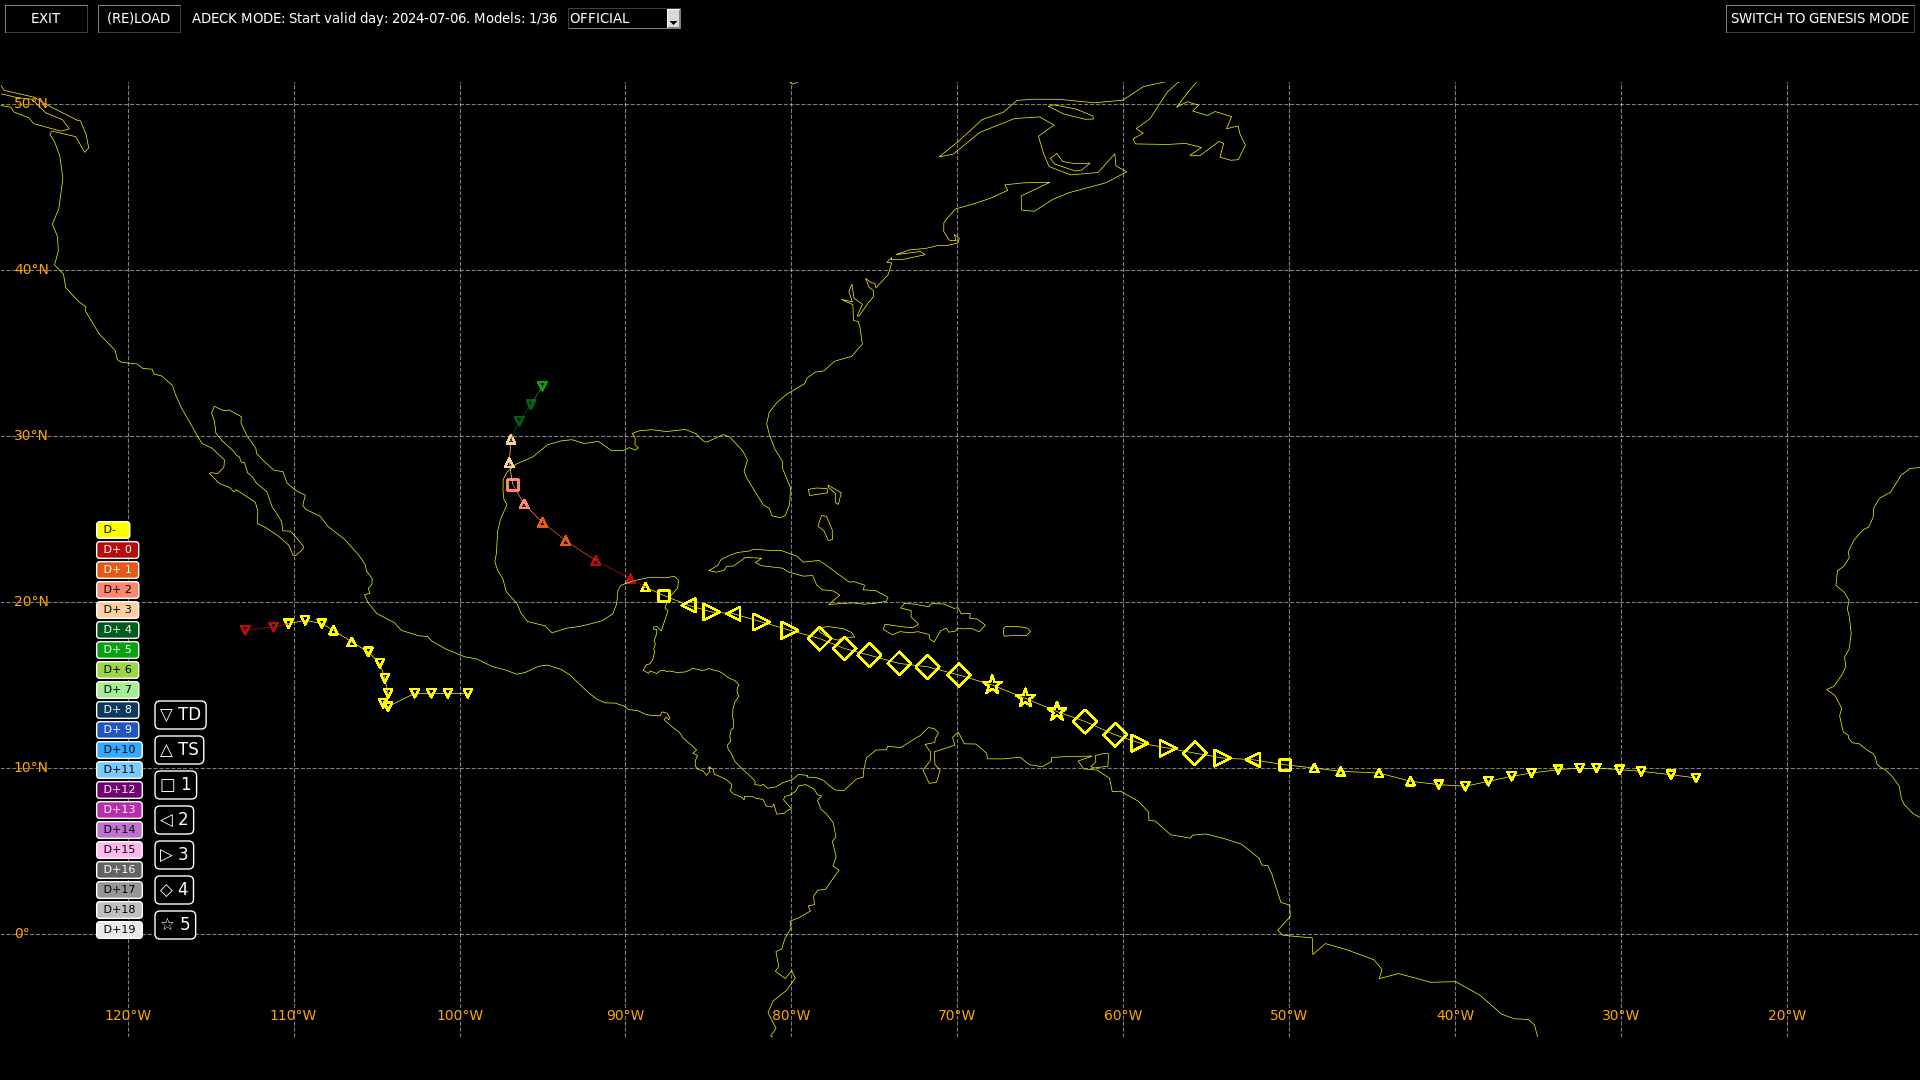 EXIT (RE)LOAD ADECK MODE: Start valid day: 2024-07-06. Models: 1/36 OFFICIAL SWITCH TO GENESIS MODE
50°N
40°N
30°N
20°N
10°N
0°
D-
D+ 0
D+ 1
D+ 2
D+ 3
D+ 4
D+ 5
D+ 6
D+ 7
D+ 8
D+ 9
D+10
D+11
D+12
D+13
D+14
D+15
D+16
D+17
D+18
D+19
▽ TD
△ TS
□ 1
◁ 2
▷ 3
◇ 4
☆ 5
120°W 110°W 100°W 90°W 80°W 70°W 60°W 50°W 40°W 30°W 20°W